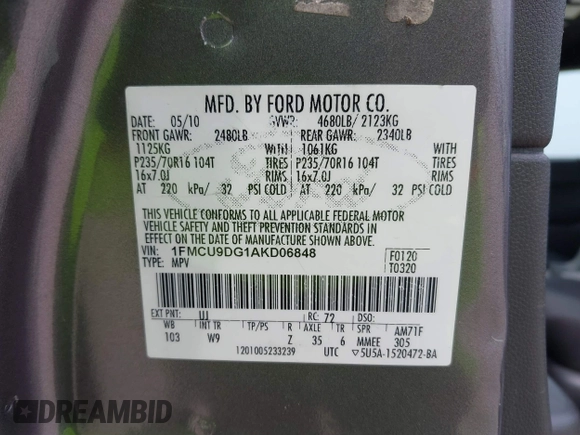 MFD. BY FORD MOTOR CO.
DATE: 05/10 GVWR: 4680LB/ 2123KG
FRONT GAWR: 2480LB REAR GAWR: 2340LB
1125KG WITH 1061KG WITH
P235/70R16 104T TIRES P235/70R16 104T TIRES
16x7.0J RIMS 16x7.0J RIMS
AT 220 kPa/ 32 PSI COLD AT 220 kPa/ 32 PSI COLD
THIS VEHICLE CONFORMS TO ALL APPLICABLE FEDERAL MOTOR
VEHICLE SAFETY AND THEFT PREVENTION STANDARDS IN
EFFECT ON THE DATE OF MANUFACTURE SHOWN ABOVE.
VIN: 1FMCU9DG1AKD06848 F0120
TYPE: MPV T0320
EXT PNT: UJ RC: 72 DSO:
WB INT TR TP/PS R AXLE TR SPR AM71F
103 W9 Z 35 6 MMEE 305
1201005233239 UTC ▽5U5A-1520472-BA
DREAMBID